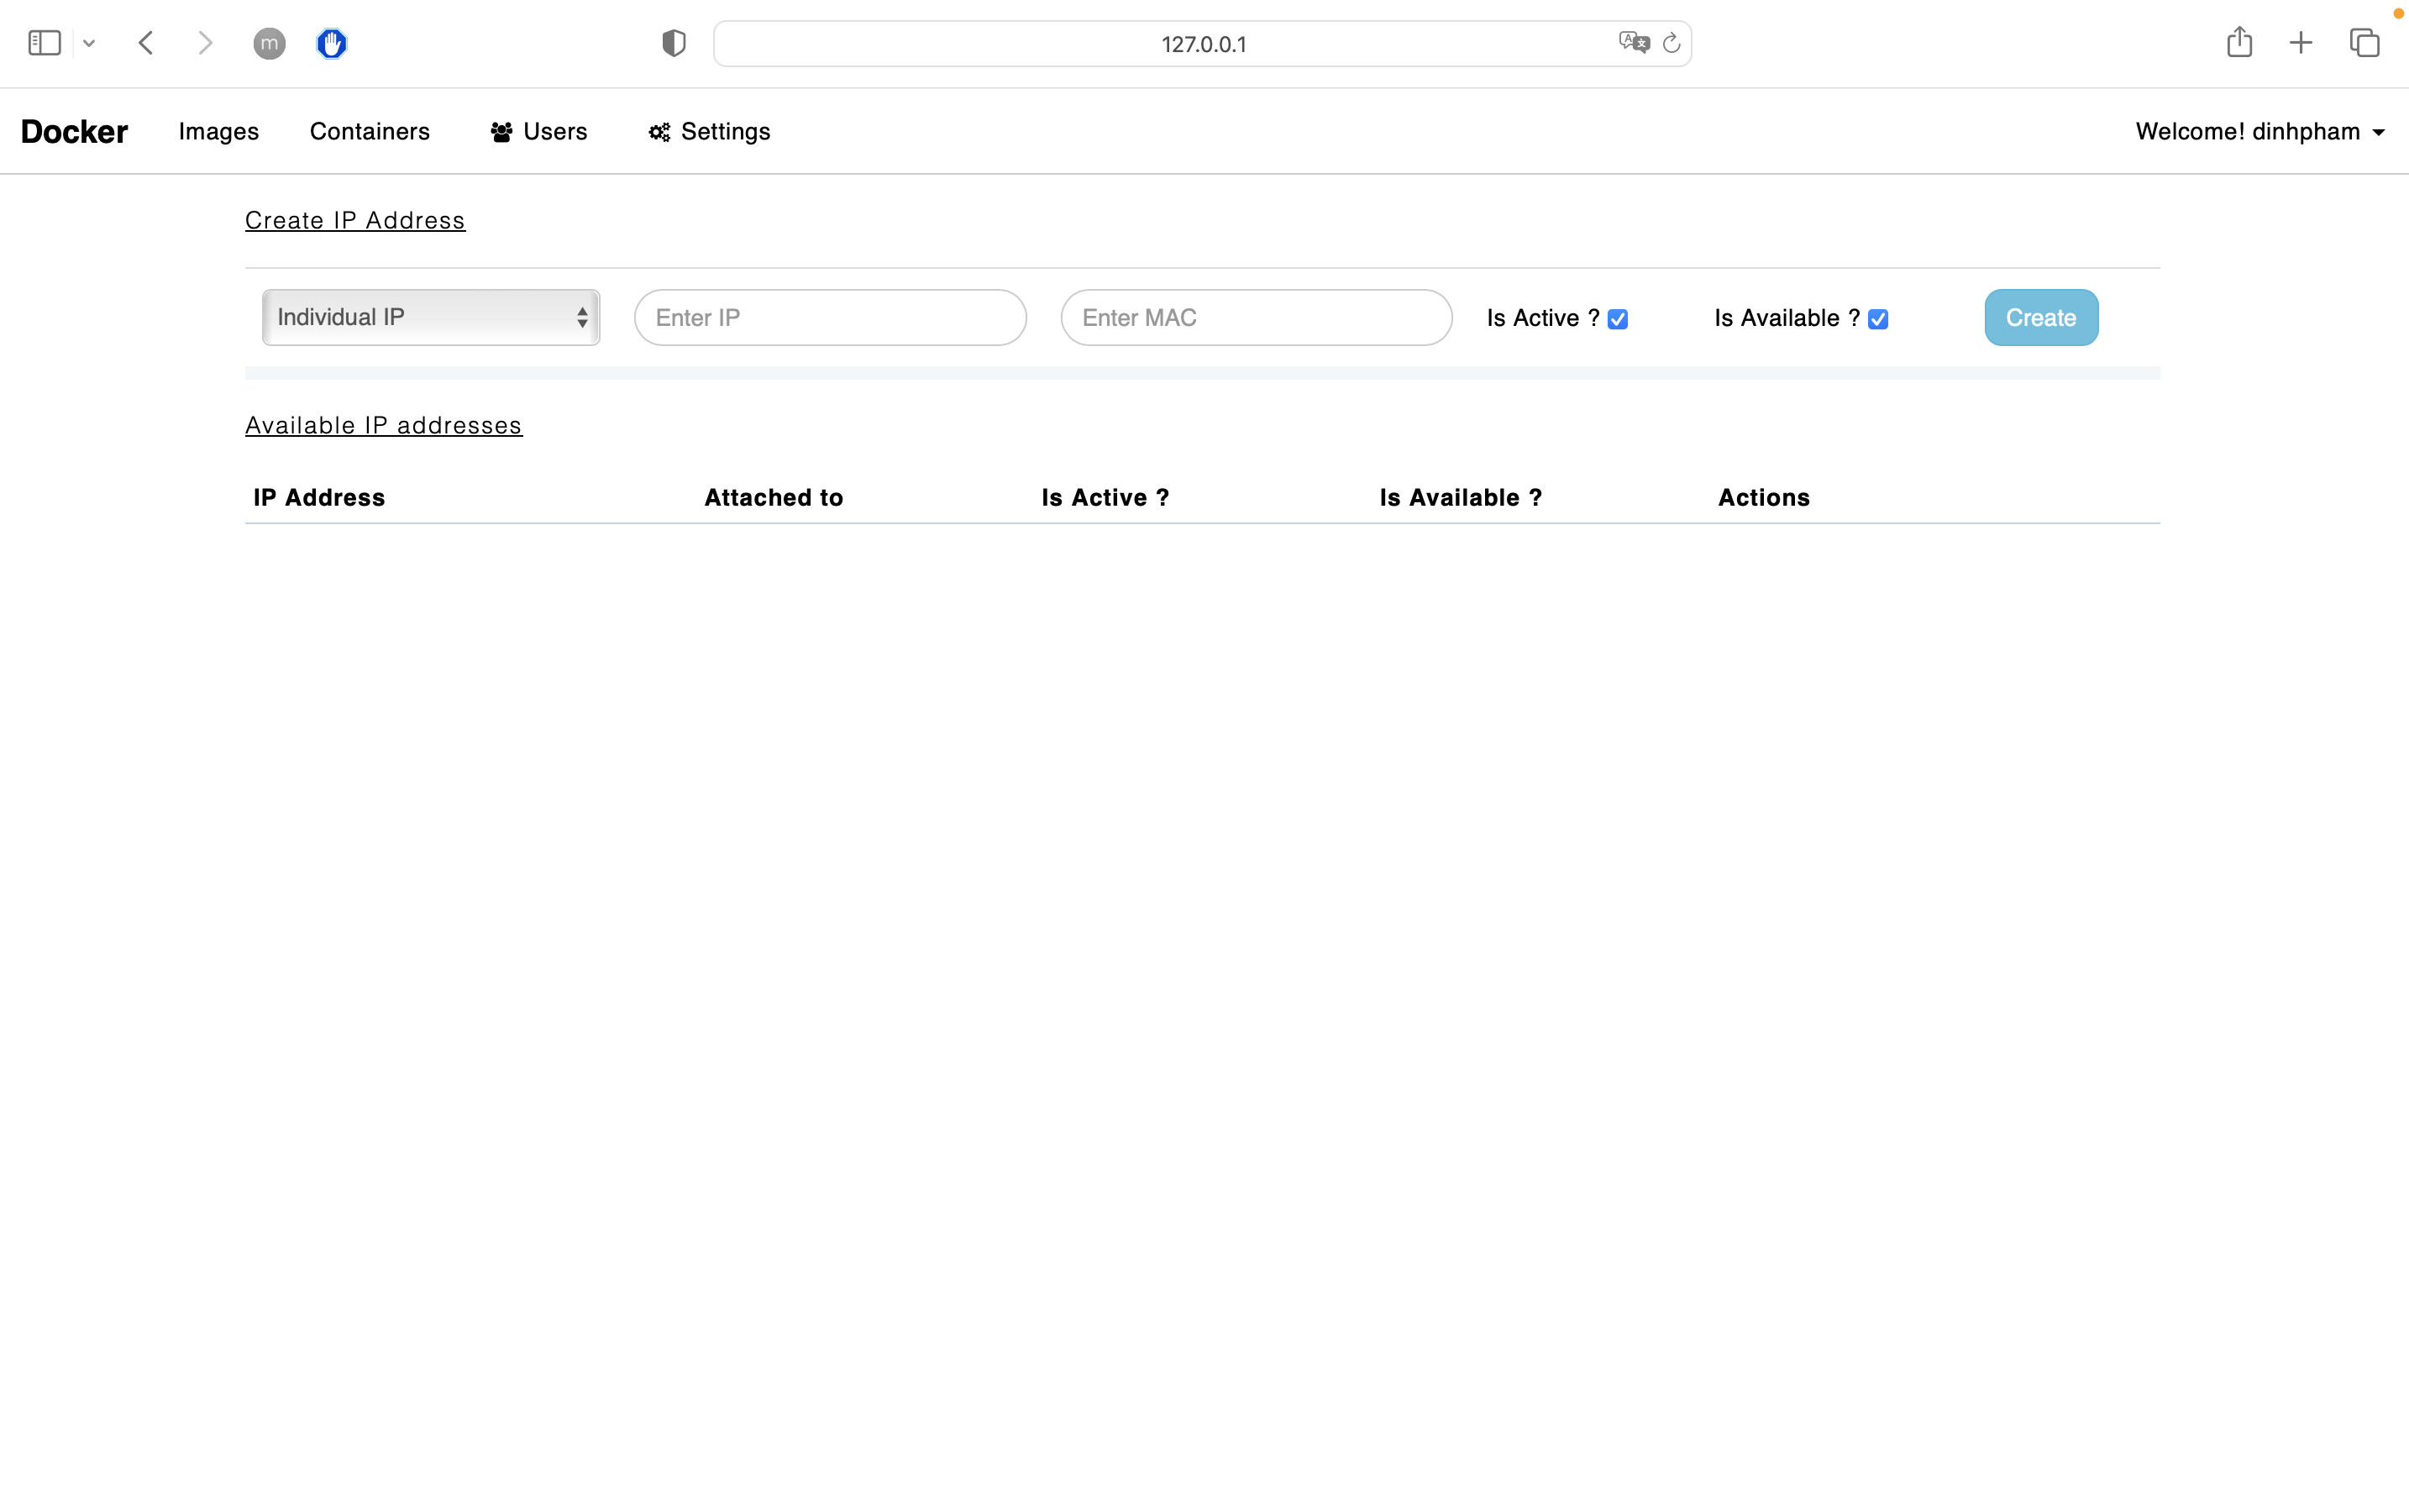 m
127.0.0.1
Docker Images Containers Users Settings Welcome! dinhpham
Create IP Address
Individual IP Enter IP Enter MAC Is Active ? Is Available ? Create
Available IP addresses
IP Address Attached to Is Active ? Is Available ? Actions